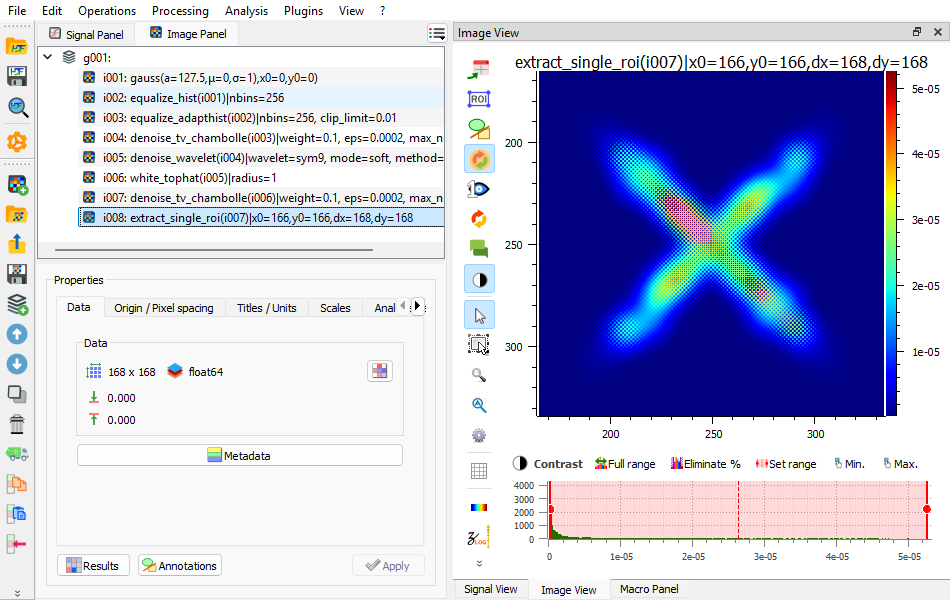 File Edit Operations Processing Analysis Plugins View ?
Signal Panel Image Panel
g001:
i001: gauss(a=127.5,μ=0,σ=1),x0=0,y0=0)
i002: equalize_hist(i001)|nbins=256
i003: equalize_adapthist(i002)|nbins=256, clip_limit=0.01
i004: denoise_tv_chambolle(i003)|weight=0.1, eps=0.0002, max_n
i005: denoise_wavelet(i004)|wavelet=sym9, mode=soft, method=
i006: white_tophat(i005)|radius=1
i007: denoise_tv_chambolle(i006)|weight=0.1, eps=0.0002, max_n
i008: extract_single_roi(i007)|x0=166,y0=166,dx=168,dy=168
Properties
Data Origin / Pixel spacing Titles / Units Scales Anal
Data
168 x 168 float64
0.000
0.000
Metadata
Results Annotations Apply
Image View
ROI
LOG
extract_single_roi(i007)|x0=166,y0=166,dx=168,dy=168
200
250
300
200 250 300
5e-05
4e-05
3e-05
2e-05
1e-05
Contrast Full range Eliminate % Set range Min. Max.
4000
3000
2000
1000
0
0 1e-05 2e-05 3e-05 4e-05 5e-05
Signal View Image View Macro Panel